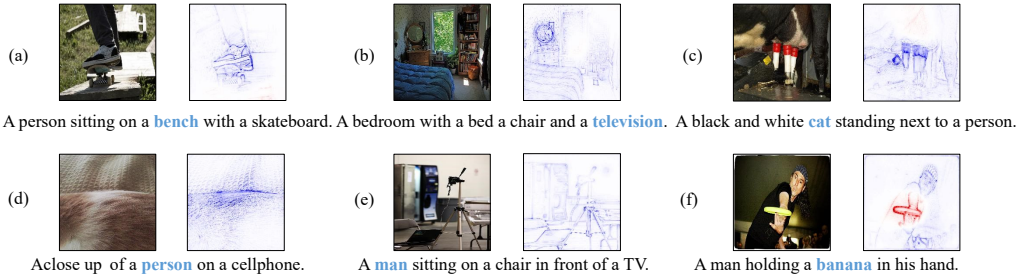 (a)
(b)
(c)
A person sitting on a bench with a skateboard. A bedroom with a bed a chair and a television. A black and white cat standing next to a person.
(d)
(e)
(f)
Aclose up of a person on a cellphone.
A man sitting on a chair in front of a TV.
A man holding a banana in his hand.